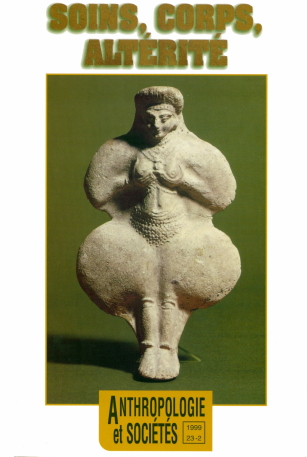 SOINS, CORPS,
ALTÉRITÉ
ANTHROPOLOGIE
et SOCIÉTÉS
1999
23-2